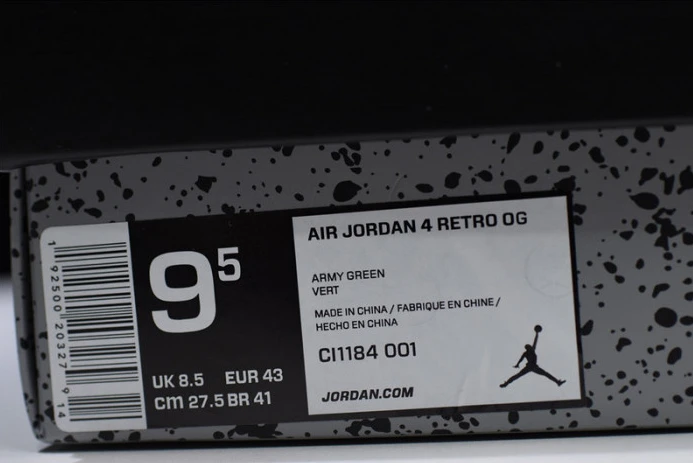 1 92500 20327 9 14
9 5
UK 8.5 EUR 43
cm 27.5 BR 41
AIR JORDAN 4 RETRO OG
ARMY GREEN
VERT
MADE IN CHINA / FABRIQUE EN CHINE /
HECHO EN CHINA
CI1184 001
JORDAN.COM